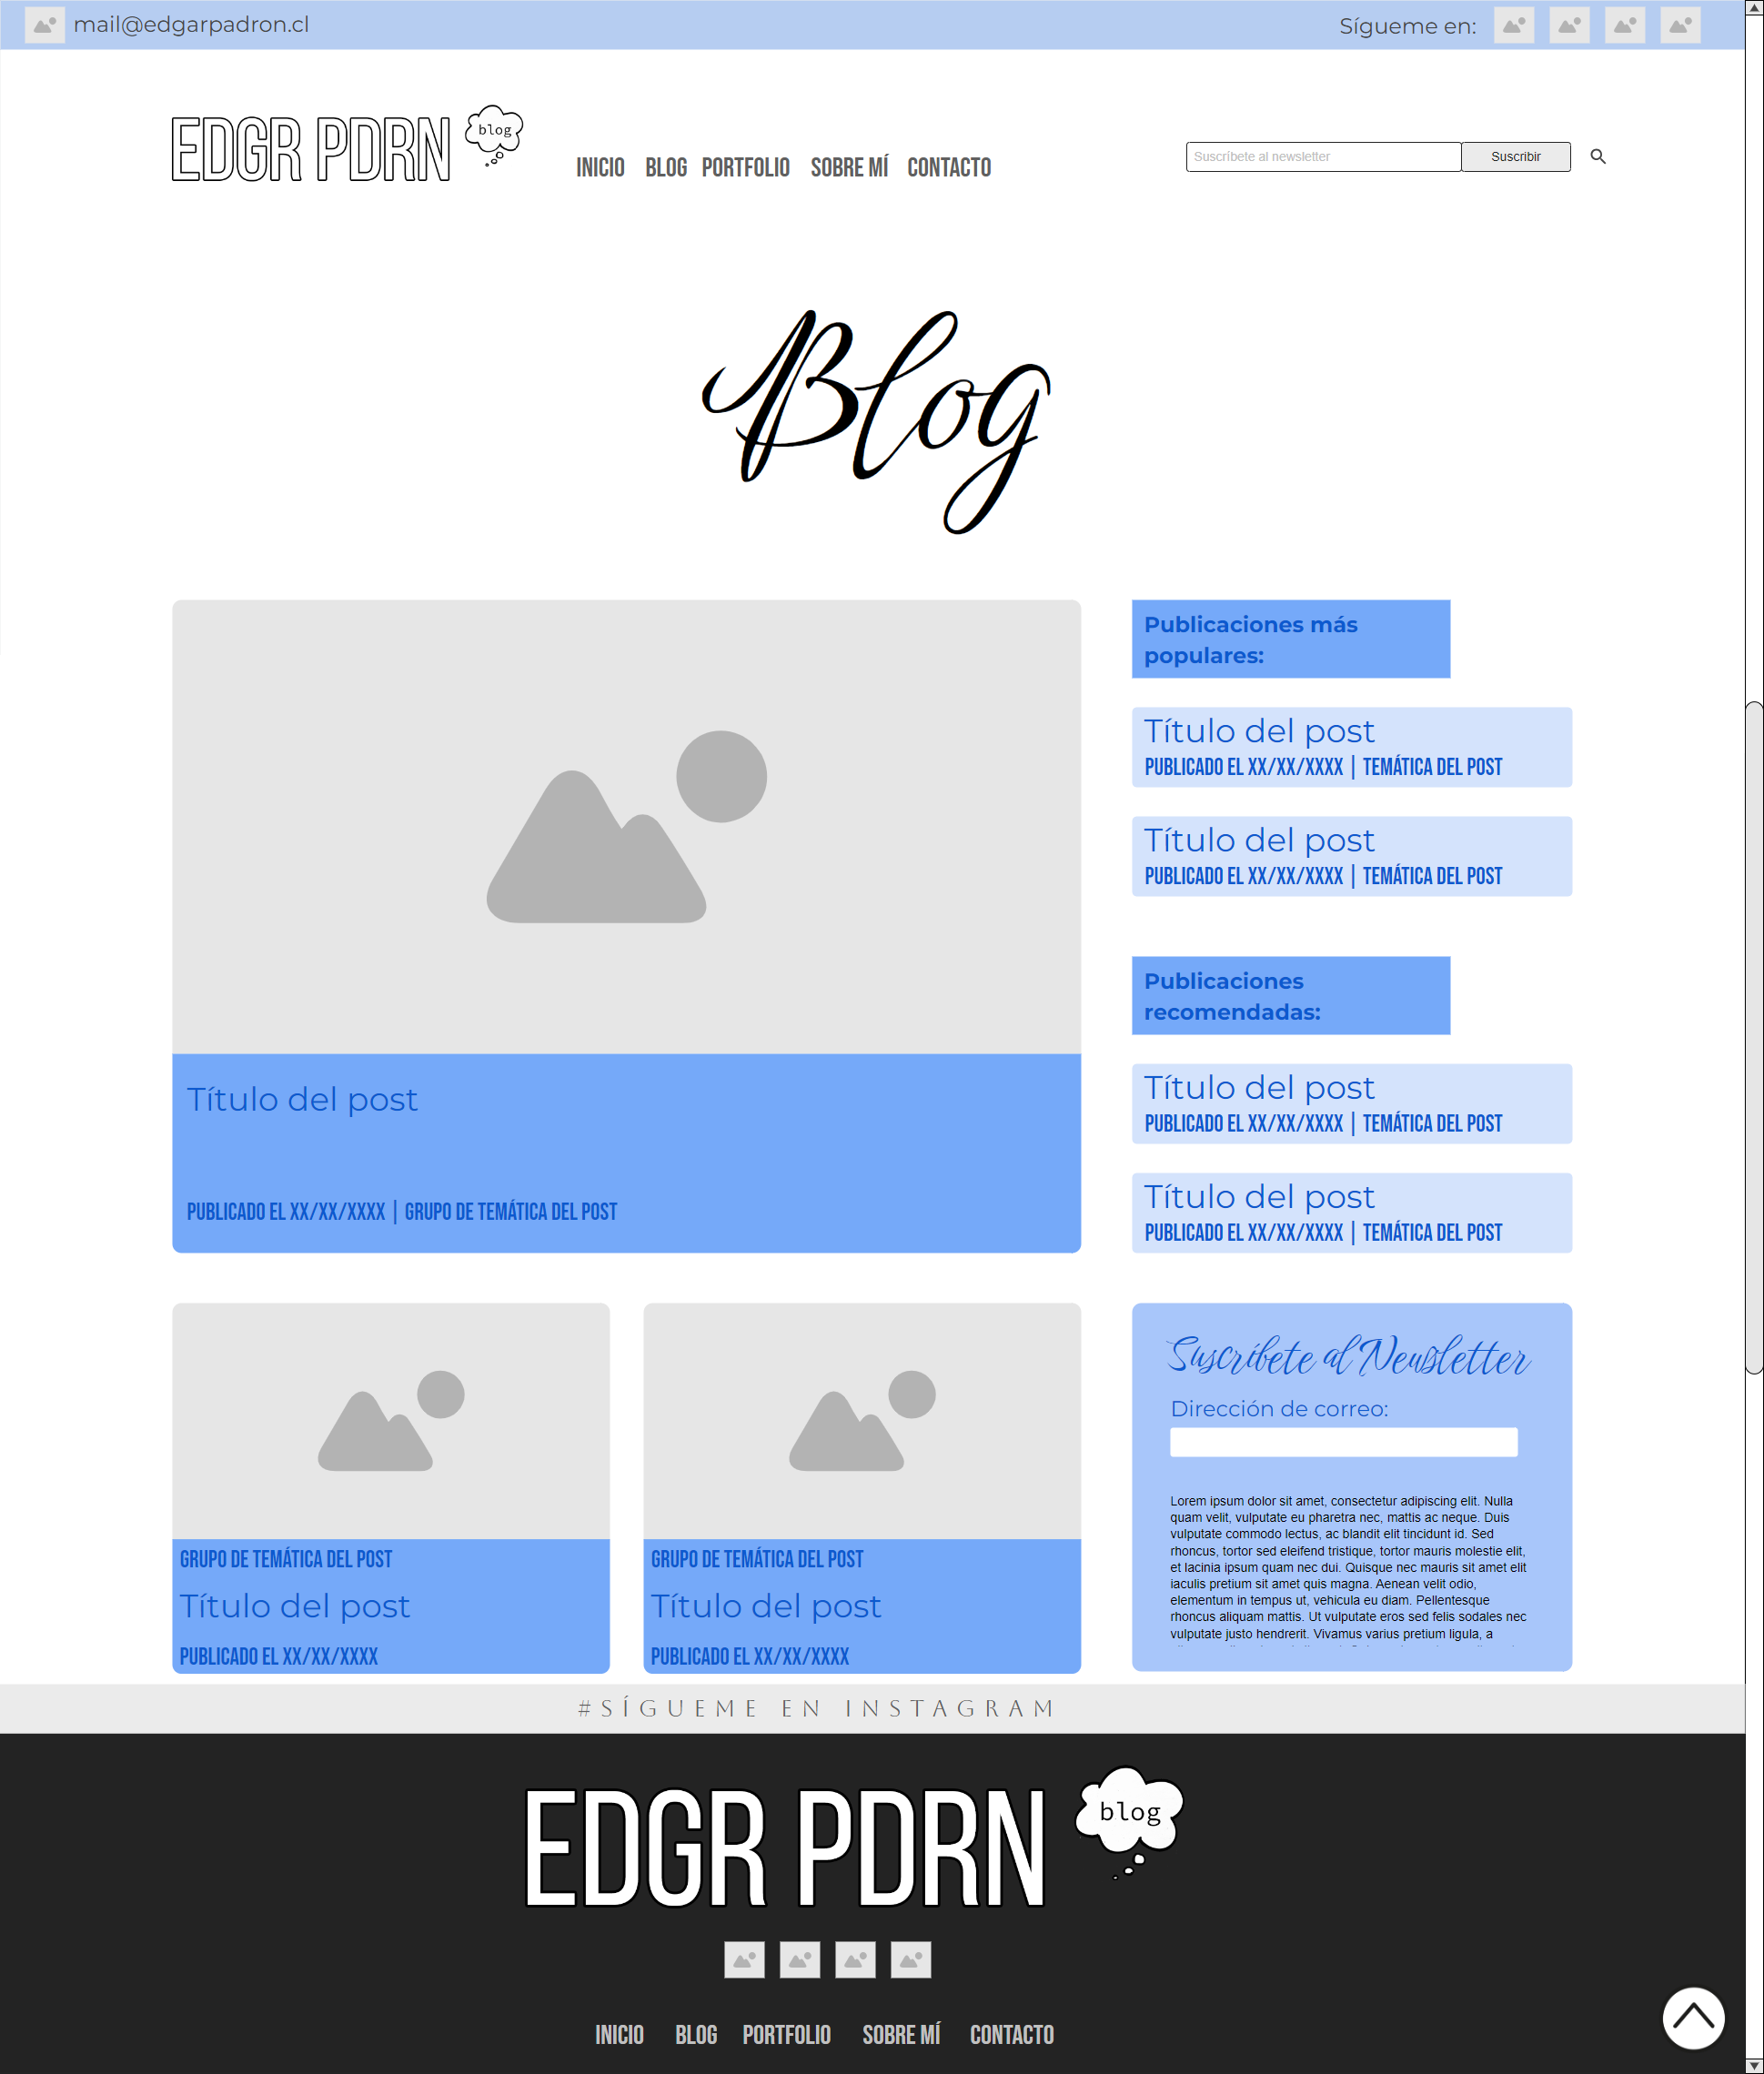 mail@edgarpadron.cl
Sígueme en:
EDGR PDRN
blog
INICIO BLOG PORTFOLIO SOBRE MÍ CONTACTO
Suscríbete al newsletter
Suscribir
Blog
Título del post
PUBLICADO EL XX/XX/XXXX | GRUPO DE TEMÁTICA DEL POST
Publicaciones más
populares:
Título del post
PUBLICADO EL XX/XX/XXXX | TEMÁTICA DEL POST
Título del post
PUBLICADO EL XX/XX/XXXX | TEMÁTICA DEL POST
Publicaciones
recomendadas:
Título del post
PUBLICADO EL XX/XX/XXXX | TEMÁTICA DEL POST
Título del post
PUBLICADO EL XX/XX/XXXX | TEMÁTICA DEL POST
GRUPO DE TEMÁTICA DEL POST
Título del post
PUBLICADO EL XX/XX/XXXX
GRUPO DE TEMÁTICA DEL POST
Título del post
PUBLICADO EL XX/XX/XXXX
Suscríbete al Newsletter
Dirección de correo:
Lorem ipsum dolor sit amet, consectetur adipiscing elit. Nulla
quam velit, vulputate eu pharetra nec, mattis ac neque. Duis
vulputate commodo lectus, ac blandit elit tincidunt id. Sed
rhoncus, tortor sed eleifend tristique, tortor mauris molestie elit,
et lacinia ipsum quam nec dui. Quisque nec mauris sit amet elit
iaculis pretium sit amet quis magna. Aenean velit odio,
elementum in tempus ut, vehicula eu diam. Pellentesque
rhoncus aliquam mattis. Ut vulputate eros sed felis sodales nec
vulputate justo hendrerit. Vivamus varius pretium ligula, a
#SÍGUEME EN INSTAGRAM
EDGR PDRN
blog
INICIO BLOG PORTFOLIO SOBRE MÍ CONTACTO